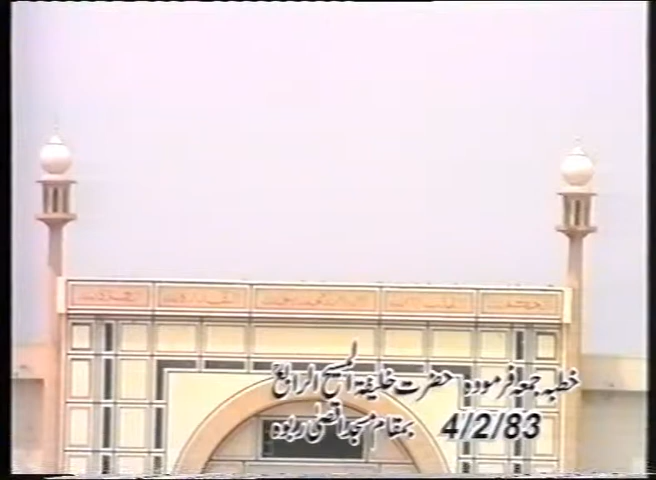 خطبہ جمعہ فرمودہ حضرت خلیفۃ المسیح الرابعؒ
4/2/83 بمقام مسجد اقصیٰ ربوہ